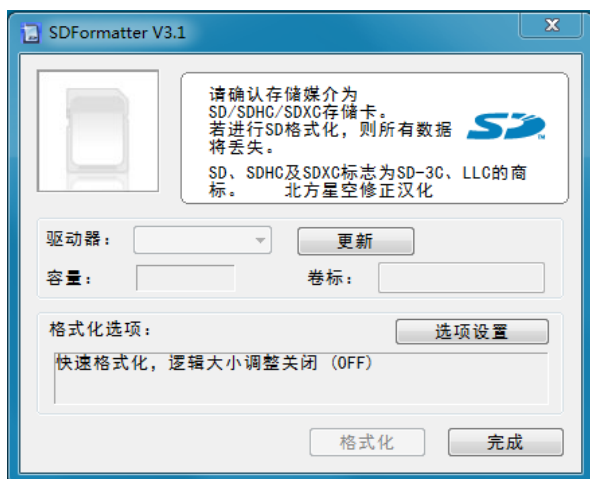 SDFormatter V3.1
请确认存储媒介为
SD/SDHC/SDXC存储卡。
若进行SD格式化，则所有数据
将丢失。
SD、SDHC及SDXC标志为SD-3C、LLC的商
标。 北方星空修正汉化
SD
TM
驱动器：
更新
容量：
卷标：
格式化选项：
选项设置
快速格式化，逻辑大小调整关闭 (OFF)
格式化
完成